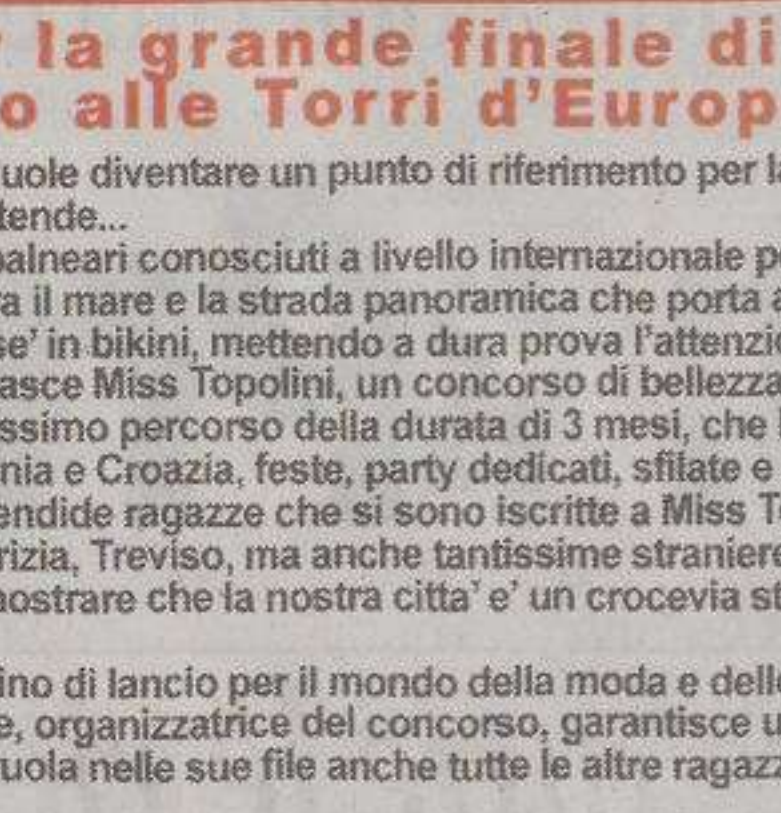 la grande finale di
o alle Torri d'Europ
uole diventare un punto di riferimento per la
tende...
balneari conosciuti a livello internazionale p
a il mare e la strada panoramica che porta
se' in bikini, mettendo a dura prova l'attenzio
asce Miss Topolini, un concorso di bellezza
ssimo percorso della durata di 3 mesi, che
nia e Croazia, feste, party dedicati, sfilate e
endide ragazze che si sono iscritte a Miss T
rizia, Treviso, ma anche tantissime straniere
nostrare che la nostra citta' e' un crocevia s
ino di lancio per il mondo della moda e delle
e, organizzatrice del concorso, garantisce u
uola nelle sue file anche tutte le altre ragazz